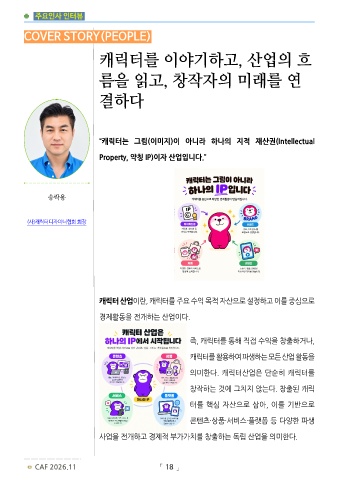 주요인사 인터뷰
COVER STORY(PEOPLE)
캐릭터를 이야기하고, 산업의 흐
름을 읽고, 창작자의 미래를 연
결하다
"캐릭터는 그림(이미지)이 아니라 하나의 지적 재산권(Intellectual
Property, 약칭 IP)이자 산업입니다."
캐릭터는 그림이 아니라
하나의 IP입니다
송락용
(사)캐릭터디자이너협회 회장
캐릭터 산업이란, 캐릭터를 주요 수익 목적 자산으로 설정하고 이를 중심으로
경제활동을 전개하는 산업이다.
캐릭터 산업은
하나의 IP에서 시작됩니다
즉, 캐릭터를 통해 직접 수익을 창출하거나,
캐릭터를 활용하여 파생하는 모든 산업 활동을
의미한다. 캐릭터산업은 단순히 캐릭터를
창작하는 것에 그치지 않는다. 창출된 캐릭
터를 핵심 자산으로 삼아, 이를 기반으로
콘텐츠·상품·서비스·플랫폼 등 다양한 파생
사업을 전개하고 경제적 부가가치를 창출하는 독립 산업을 의미한다.
CAF 2026.11
「 18 」